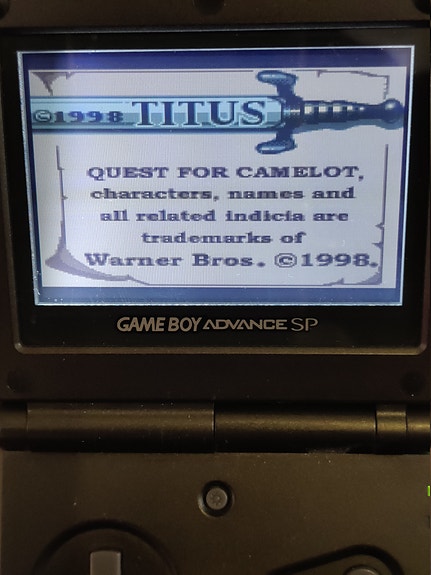 ©1998 TITUS
QUEST FOR CAMELOT,
characters, names and
all related indicia are
trademarks of
Warner Bros. ©1998.
GAME BOY ADVANCE SP